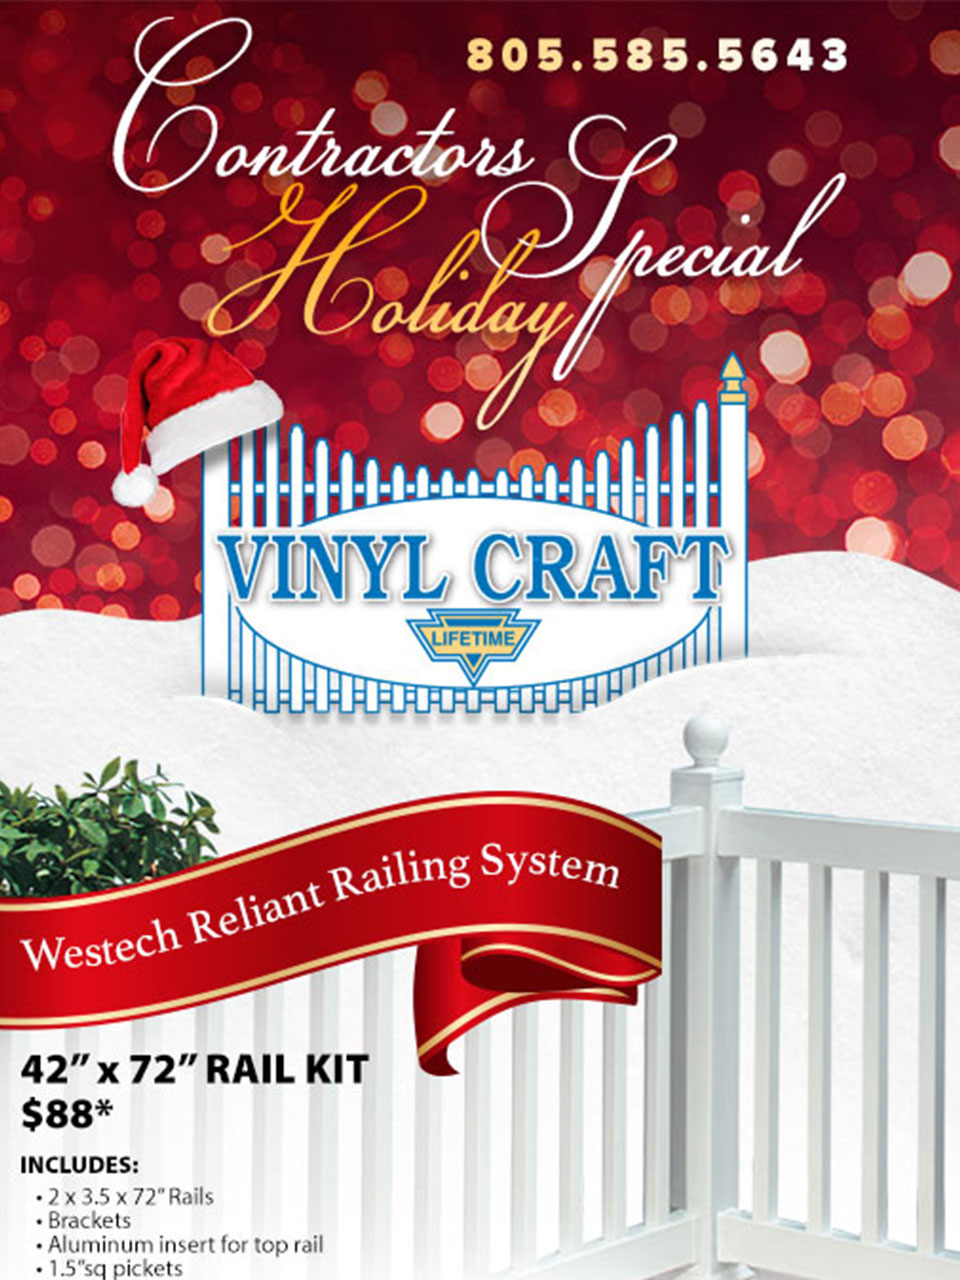 805.585.5643
Contractors
Holiday Special
VINYL CRAFT
LIFETIME
Westech Reliant Railing System
42” x 72” RAIL KIT
$88*
INCLUDES:
• 2 x 3.5 x 72” Rails
• Brackets
• Aluminum insert for top rail
• 1.5”sq pickets